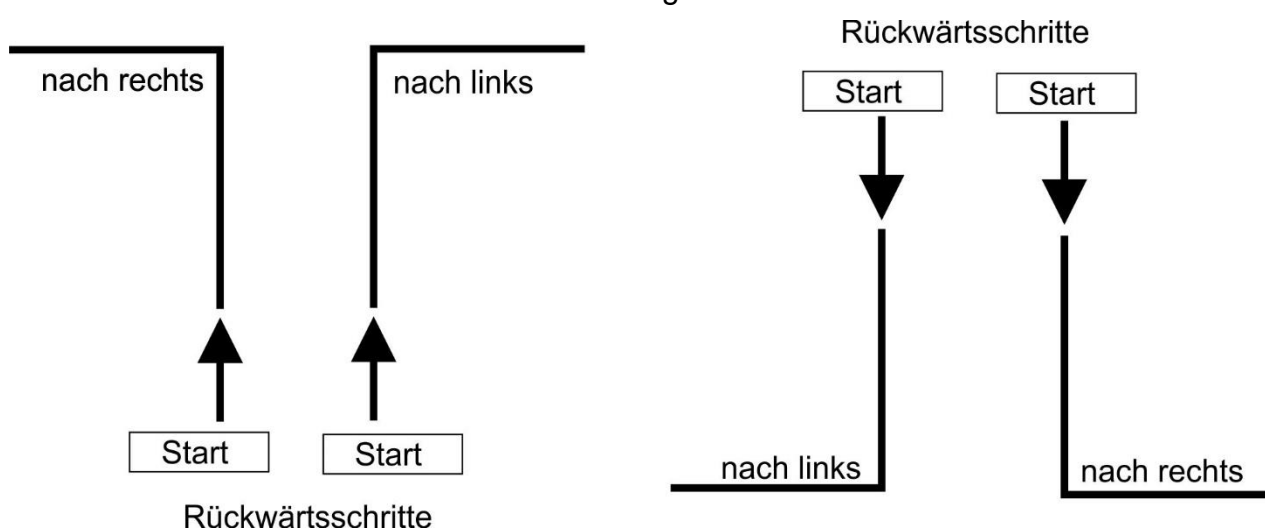 nach rechts
nach links
Start
Start
Rückwärtsschritte
Rückwärtsschritte
Start
Start
nach links
nach rechts